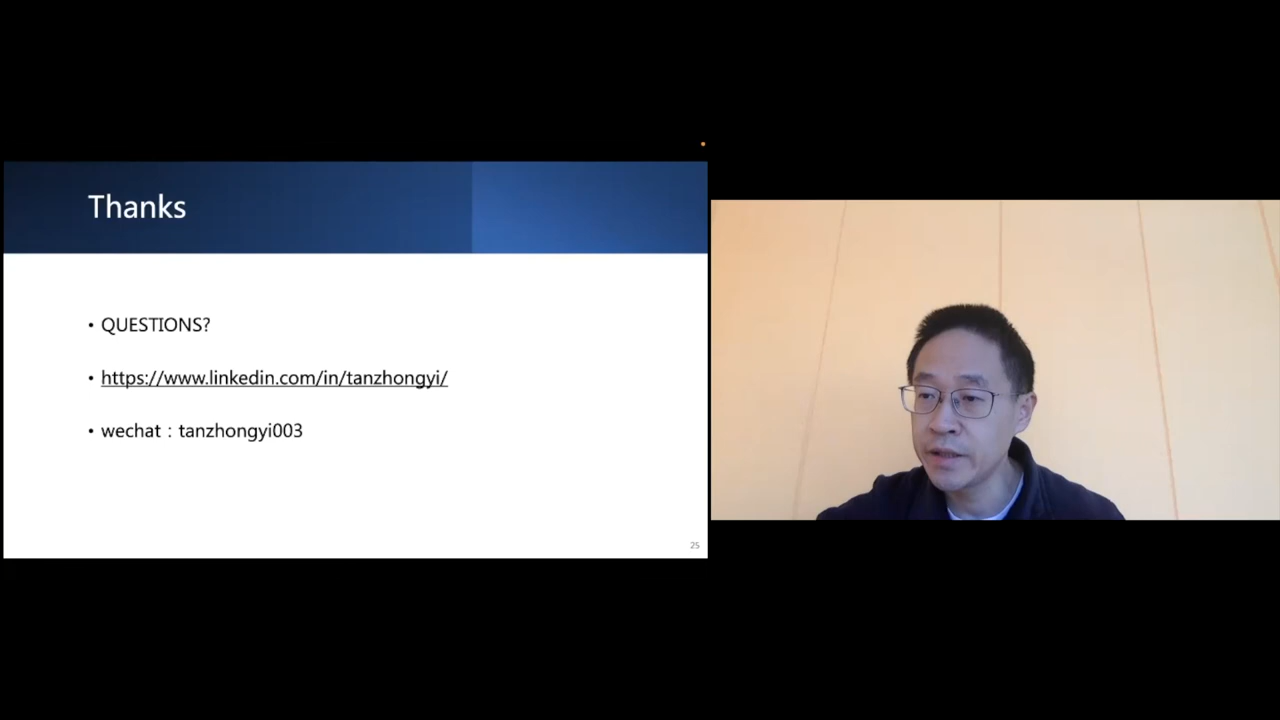 Thanks
• QUESTIONS?
• https://www.linkedin.com/in/tanzhongyi/
• wechat：tanzhongyi003
25